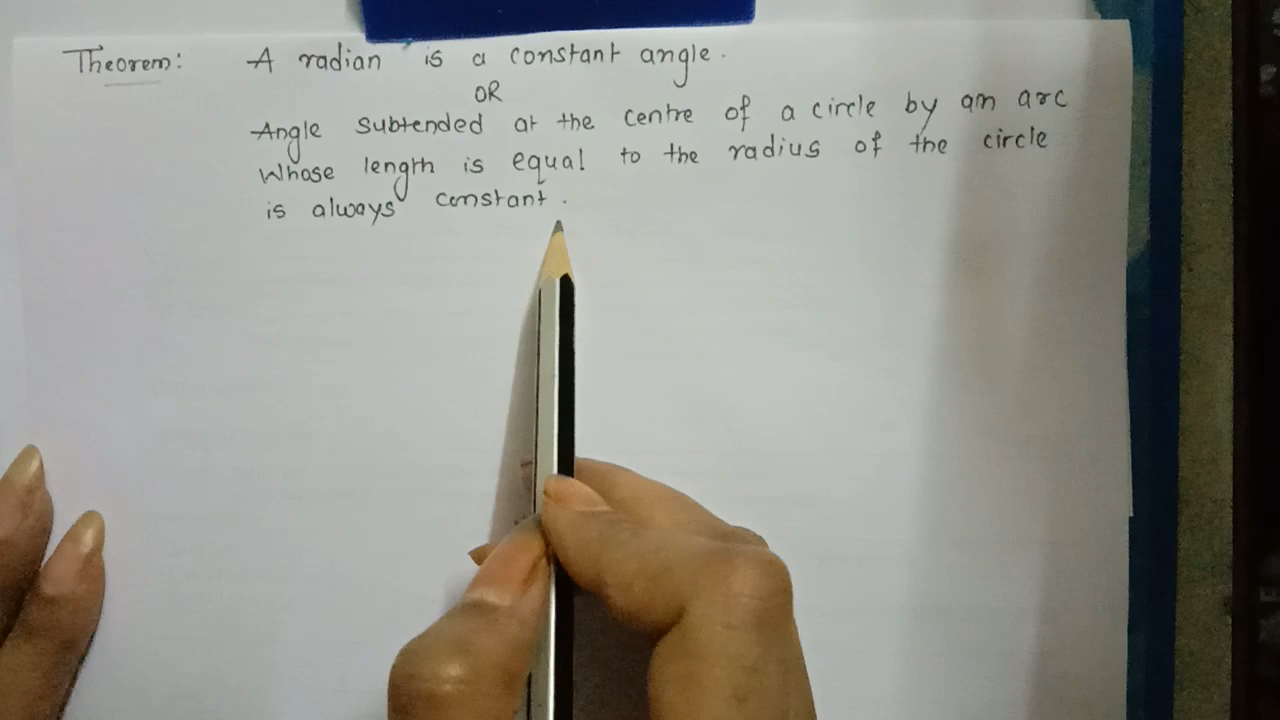 Theorem: A radian is a constant angle.
OR
Angle subtended at the centre of a circle by an arc
Whose length is equal to the radius of the circle
is always constant.